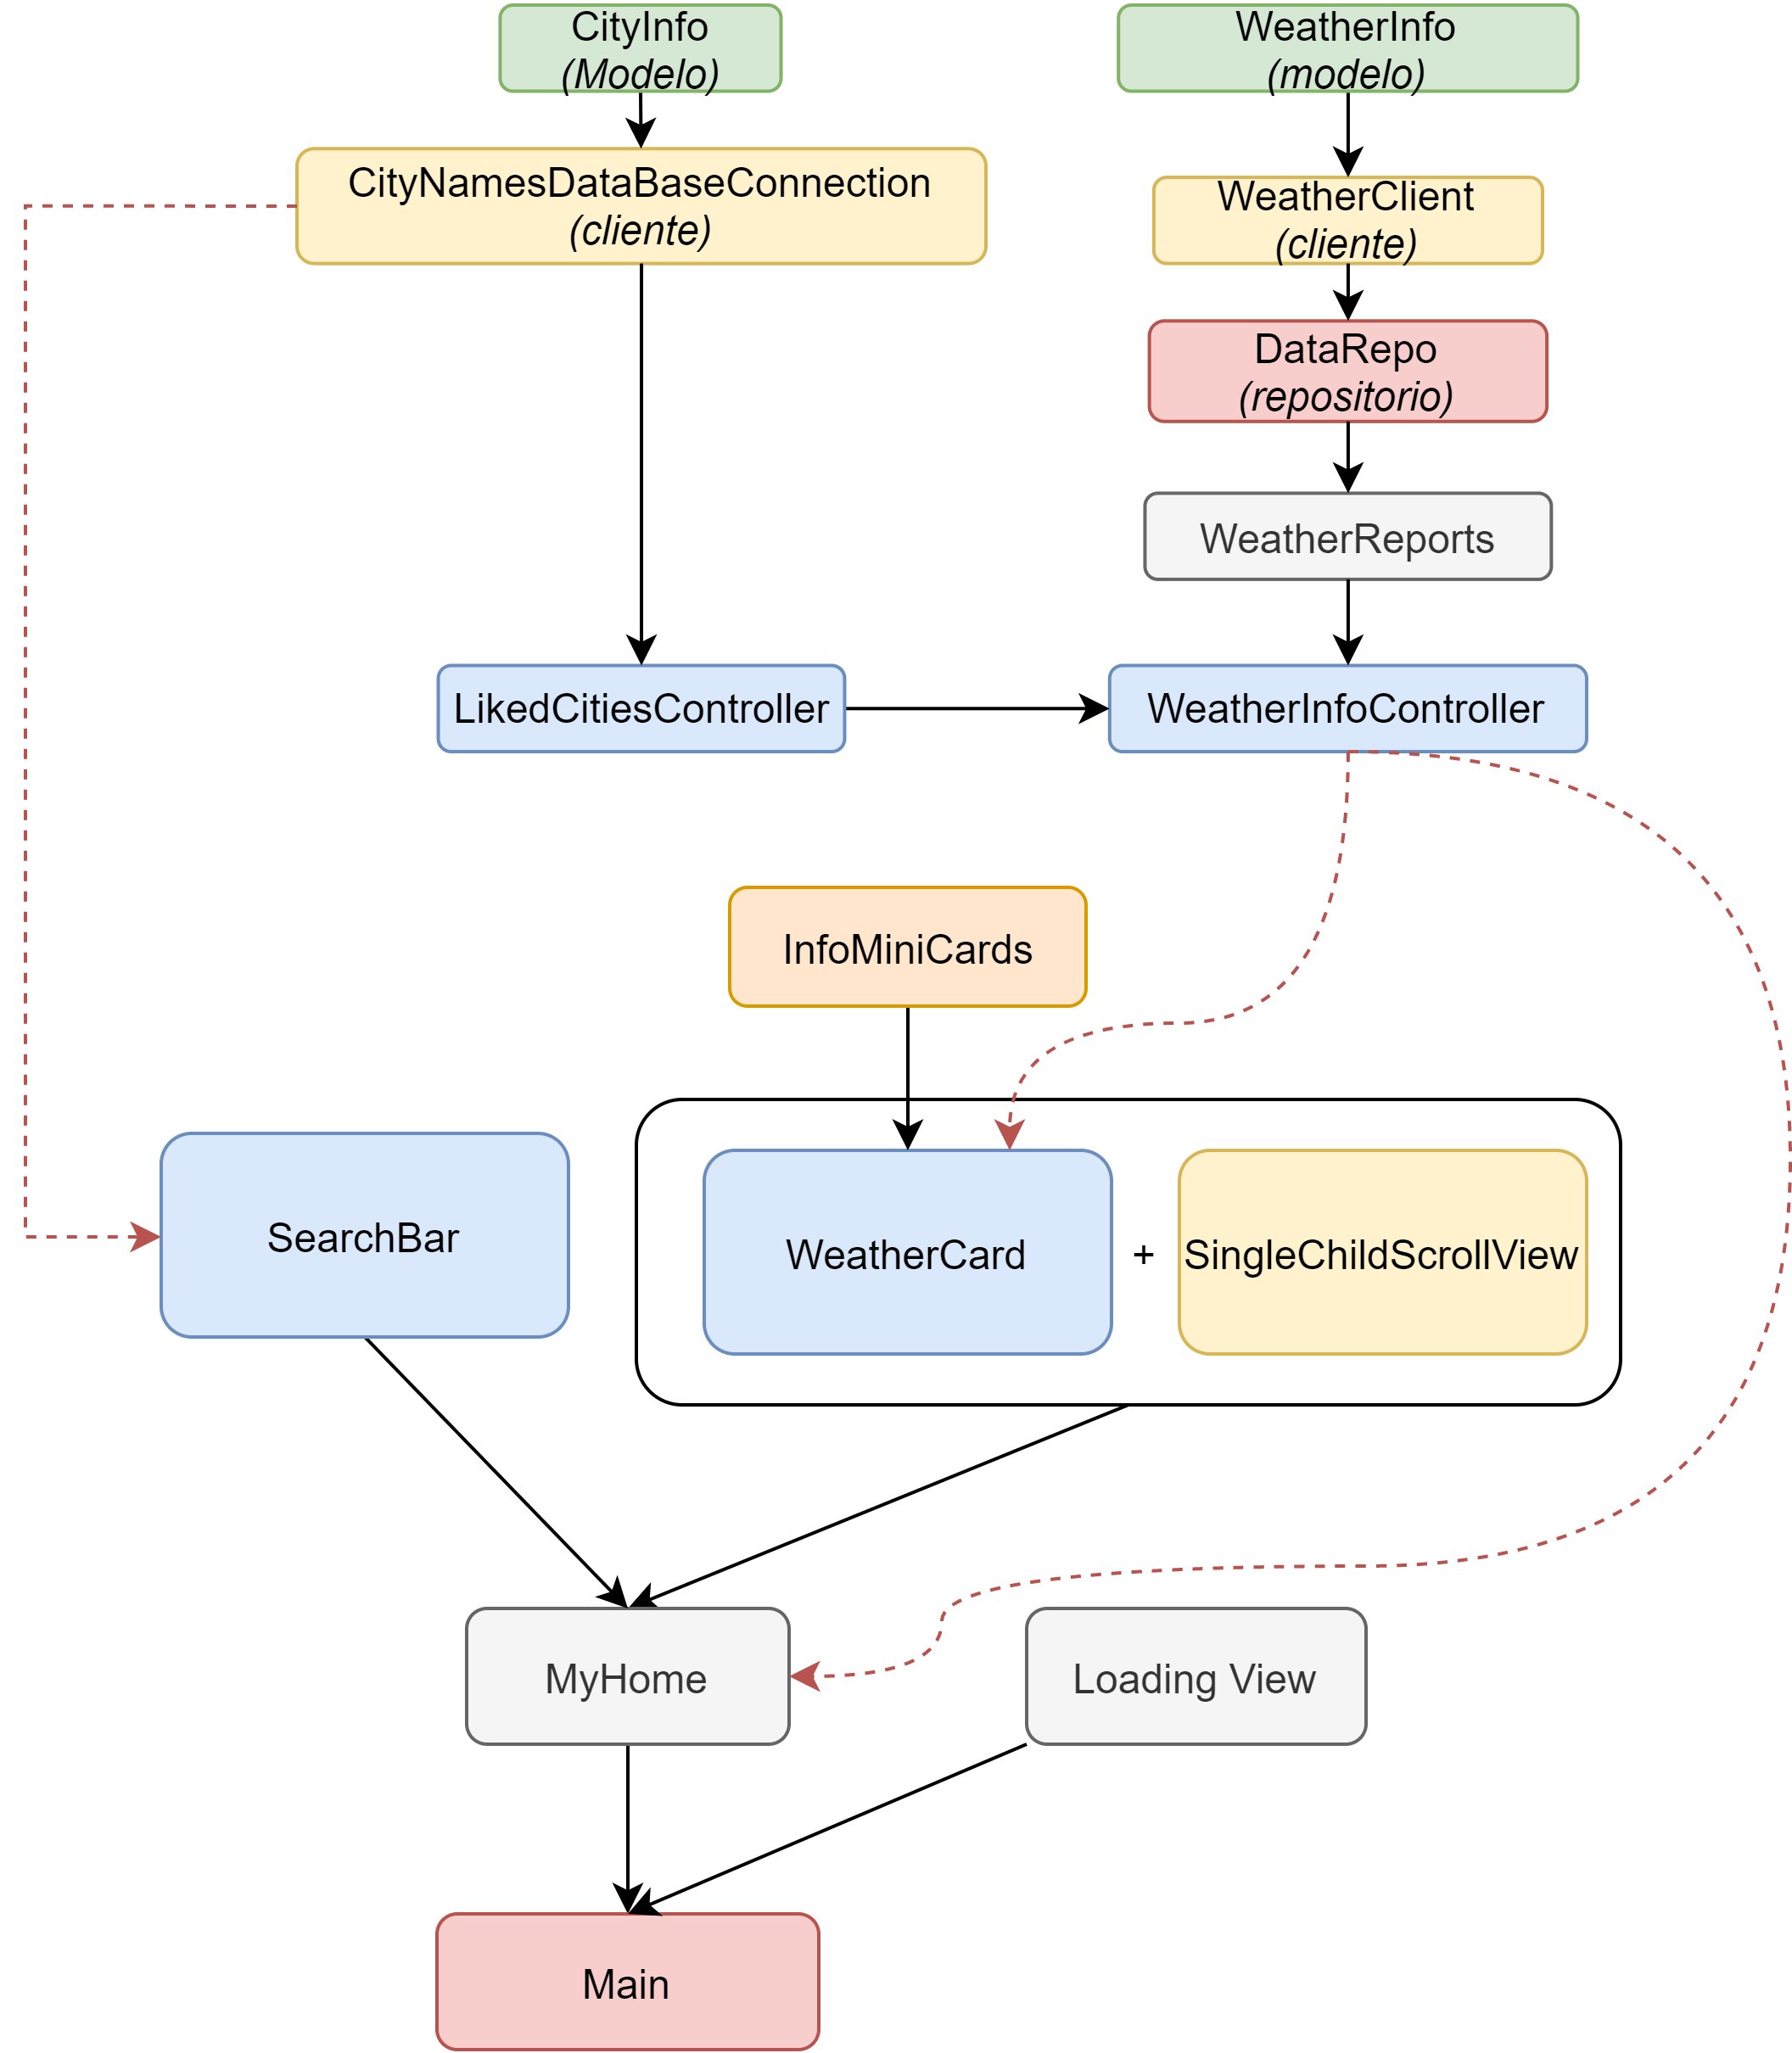 CityInfo
(Modelo)
WeatherInfo
(modelo)
CityNamesDataBaseConnection
(cliente)
WeatherClient
(cliente)
DataRepo
(repositorio)
WeatherReports
LikedCitiesController
WeatherInfoController
InfoMiniCards
SearchBar
WeatherCard
+
SingleChildScrollView
MyHome
Loading View
Main